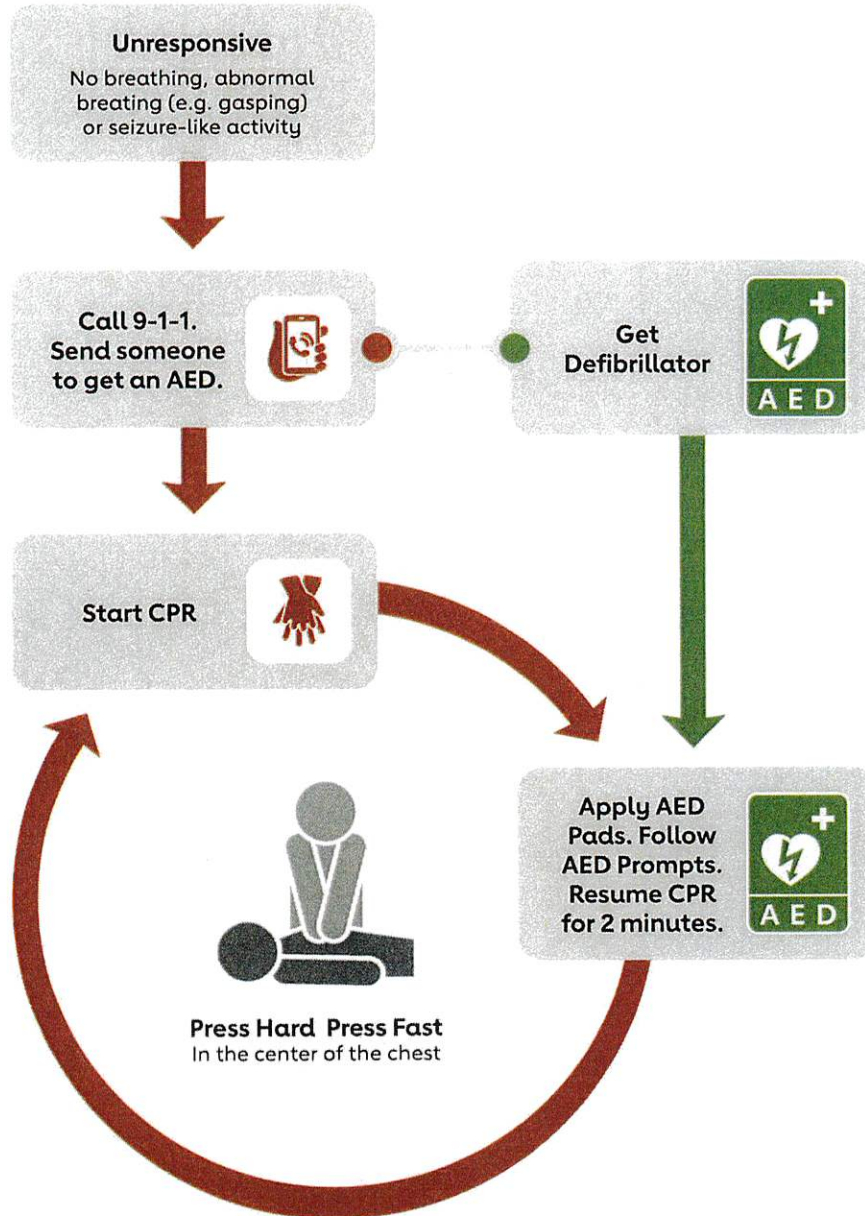 Unresponsive
No breathing, abnormal
breating (e.g. gasping)
or seizure-like activity
Call 9-1-1.
Send someone
to get an AED.
Get
Defibrillator
AED
Start CPR
Apply AED
Pads. Follow
AED Prompts.
Resume CPR
for 2 minutes.
AED
Press Hard Press Fast
In the center of the chest